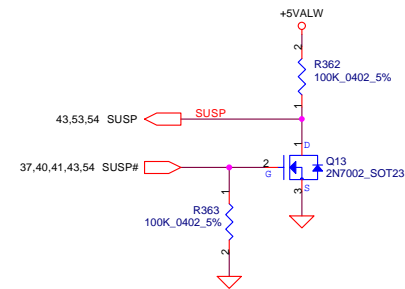 +5VALW
2
R362
100K_0402_5%
1
43,53,54 SUSP
SUSP
1
D
37,40,41,43,54 SUSP#
2
G
Q13
2N7002_SOT23
3
S
1
R363
100K_0402_5%
2